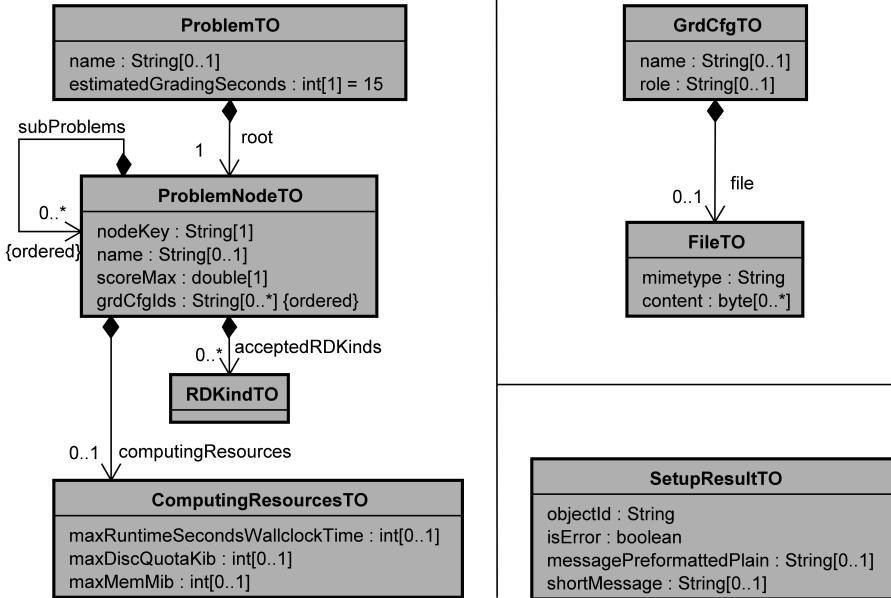 ProblemTO
name : String[0..1]
estimatedGradingSeconds : int[1] = 15
root
1
subProblems
0..*
{ordered}
ProblemNodeTO
nodeKey : String[1]
name : String[0..1]
scoreMax : double[1]
grdCfgIds : String[0..*] {ordered}
acceptedRDKinds
0..*
RDKindTO
0..1
computingResources
ComputingResourcesTO
maxRuntimeSecondsWallclockTime : int[0..1]
maxDiscQuotaKib : int[0..1]
maxMemMib : int[0..1]
GrdCfgTO
name : String[0..1]
role : String[0..1]
file
0..1
FileTO
mimetype : String
content : byte[0..*]
SetupResultTO
objectId : String
isError : boolean
messagePreformattedPlain : String[0..1]
shortMessage : String[0..1]